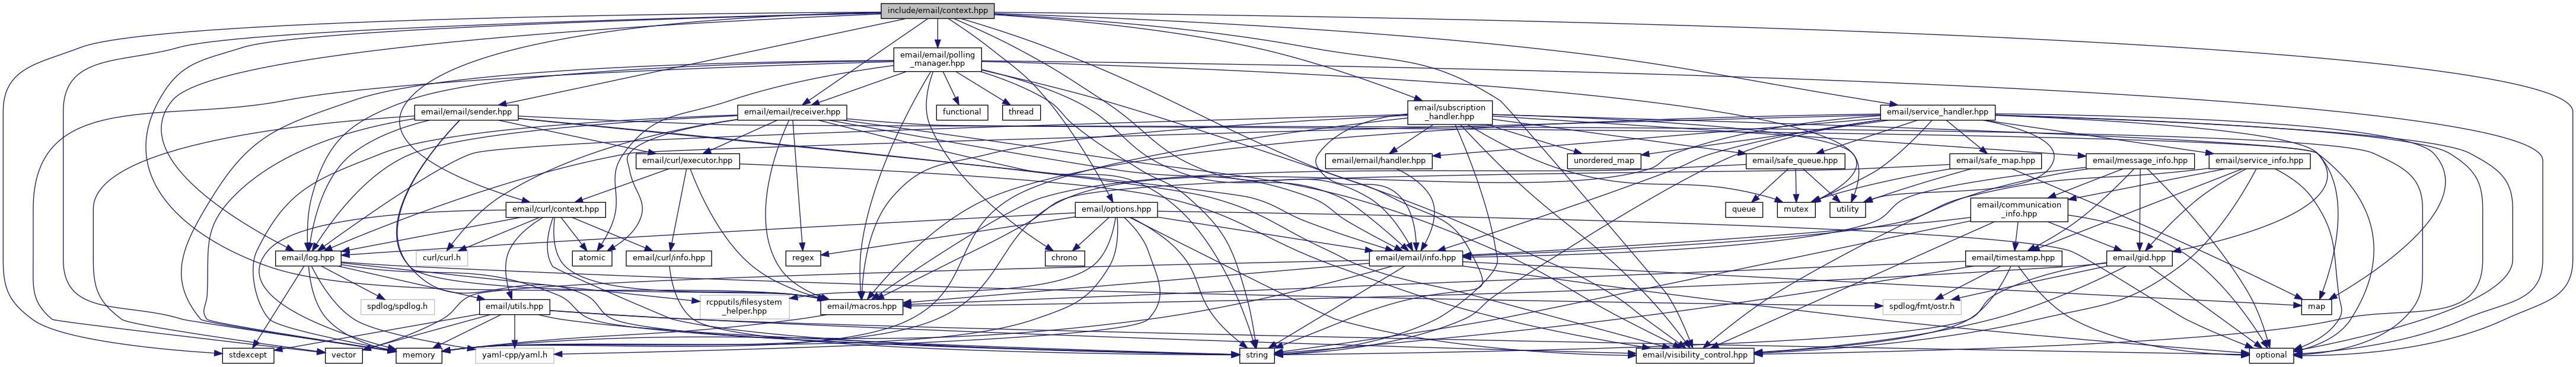 include/email/context.hpp
email/email/polling
_manager.hpp
email/email/sender.hpp
email/email/receiver.hpp
functional
thread
email/subscription
_handler.hpp
email/service_handler.hpp
email/curl/executor.hpp
email/email/handler.hpp
unordered_map
email/safe_queue.hpp
email/safe_map.hpp
email/message_info.hpp
email/service_info.hpp
email/curl/context.hpp
email/options.hpp
queue
mutex
utility
email/communication
_info.hpp
email/log.hpp
curl/curl.h
atomic
email/curl/info.hpp
regex
chrono
email/email/info.hpp
email/timestamp.hpp
email/gid.hpp
spdlog/spdlog.h
email/utils.hpp
rcpputils/filesystem
_helper.hpp
email/macros.hpp
spdlog/fmt/ostr.h
map
stdexcept
vector
memory
yaml-cpp/yaml.h
string
email/visibility_control.hpp
optional